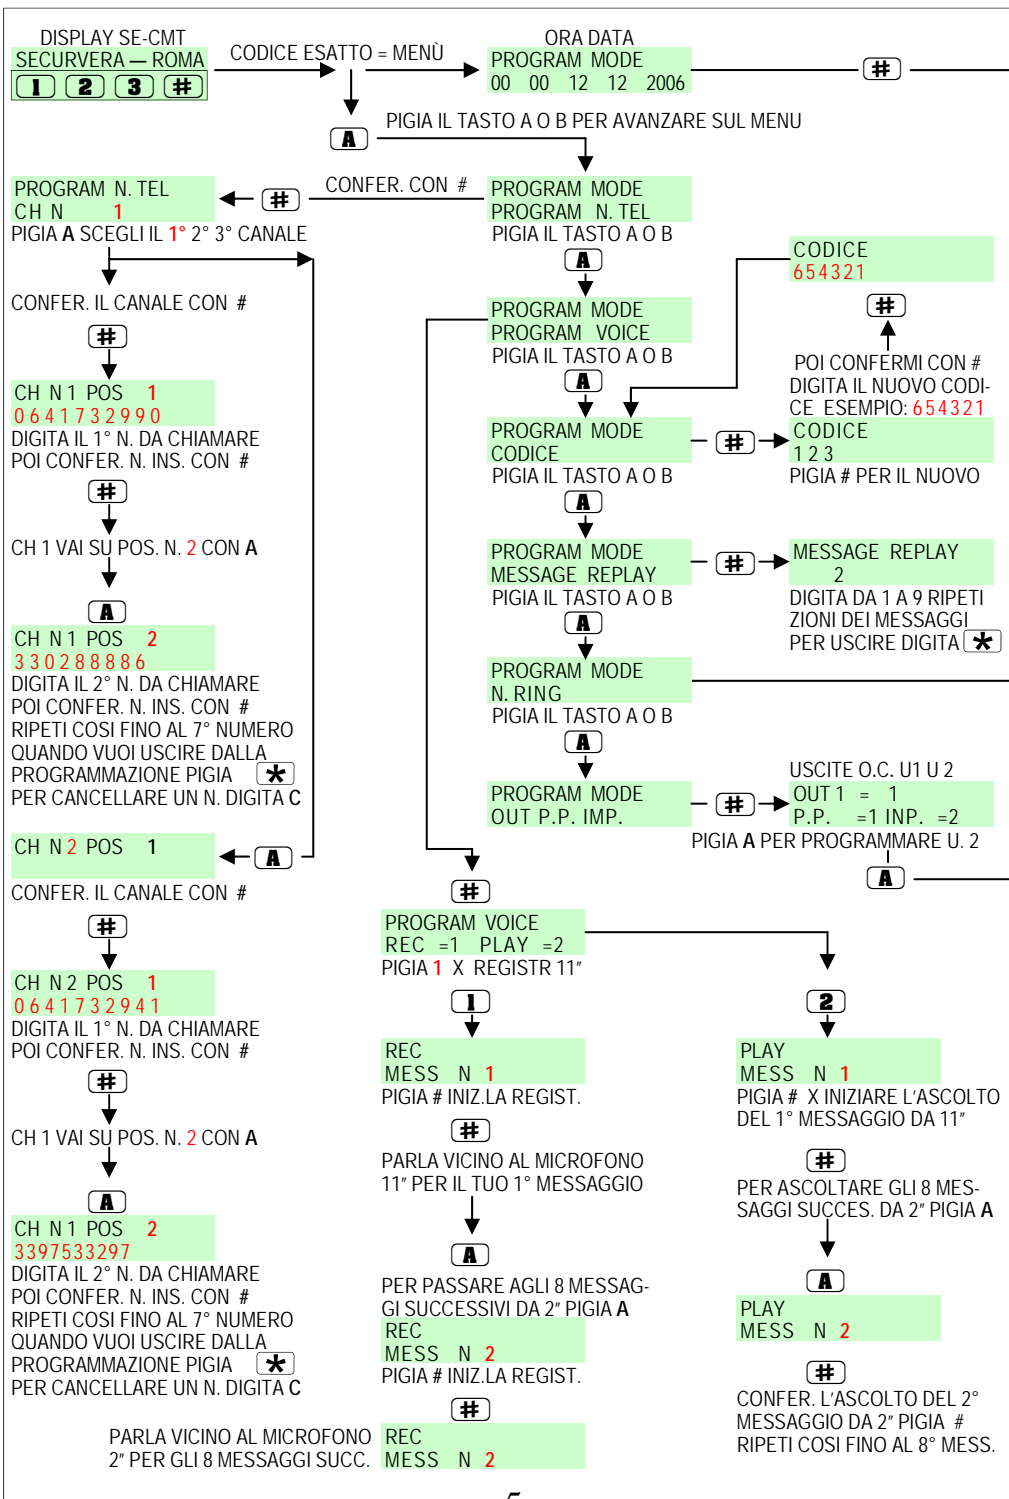 DISPLAY SE-CMT
SECURVERA — ROMA
1 2 3 #
CODICE ESATTO = MENÙ
ORA DATA
PROGRAM MODE
00 00 12 12 2006
#
A
PIGIA IL TASTO A O B PER AVANZARE SUL MENU
PROGRAM N. TEL
CH N 1
PIGIA A SCEGLI IL 1° 2° 3° CANALE
#
CONFER. CON #
PROGRAM MODE
PROGRAM N. TEL
PIGIA IL TASTO A O B
A
PROGRAM MODE
PROGRAM VOICE
PIGIA IL TASTO A O B
A
PROGRAM MODE
CODICE
PIGIA IL TASTO A O B
A
PROGRAM MODE
MESSAGE REPLAY
PIGIA IL TASTO A O B
A
PROGRAM MODE
N. RING
PIGIA IL TASTO A O B
A
PROGRAM MODE
OUT P.P. IMP.
CODICE
654321
#
POI CONFERMI CON #
DIGITA IL NUOVO CODI-
CE ESEMPIO: 654321
#
CODICE
123
PIGIA # PER IL NUOVO
#
MESSAGE REPLAY
2
DIGITA DA 1 A 9 RIPETI
ZIONI DEI MESSAGGI
PER USCIRE DIGITA *
USCITE O.C. U1 U 2
#
OUT 1 = 1
P.P. =1 INP. =2
PIGIA A PER PROGRAMMARE U. 2
A
CONFER. IL CANALE CON #
#
CH N 1 POS 1
0641732990
DIGITA IL 1° N. DA CHIAMARE
POI CONFER. N. INS. CON #
#
CH 1 VAI SU POS. N. 2 CON A
A
CH N 1 POS 2
330288886
DIGITA IL 2° N. DA CHIAMARE
POI CONFER. N. INS. CON #
RIPETI COSI FINO AL 7° NUMERO
QUANDO VUOI USCIRE DALLA
PROGRAMMAZIONE PIGIA *
PER CANCELLARE UN N. DIGITA C
CH N 2 POS 1
A
CONFER. IL CANALE CON #
#
CH N 2 POS 1
0641732941
DIGITA IL 1° N. DA CHIAMARE
POI CONFER. N. INS. CON #
#
CH 1 VAI SU POS. N. 2 CON A
A
CH N 1 POS 2
3397533297
DIGITA IL 2° N. DA CHIAMARE
POI CONFER. N. INS. CON #
RIPETI COSI FINO AL 7° NUMERO
QUANDO VUOI USCIRE DALLA
PROGRAMMAZIONE PIGIA *
PER CANCELLARE UN N. DIGITA C
#
PROGRAM VOICE
REC =1 PLAY =2
PIGIA 1 X REGISTR 11"
1
REC
MESS N 1
PIGIA # INIZ.LA REGIST.
#
PARLA VICINO AL MICROFONO
11" PER IL TUO 1° MESSAGGIO
A
PER PASSARE AGLI 8 MESSAG-
GI SUCCESSIVI DA 2" PIGIA A
REC
MESS N 2
PIGIA # INIZ.LA REGIST.
#
PARLA VICINO AL MICROFONO
2" PER GLI 8 MESSAGGI SUCC.
REC
MESS N 2
2
PLAY
MESS N 1
PIGIA # X INIZIARE L'ASCOLTO
DEL 1° MESSAGGIO DA 11"
#
PER ASCOLTARE GLI 8 MES-
SAGGI SUCCES. DA 2" PIGIA A
A
PLAY
MESS N 2
#
CONFER. L'ASCOLTO DEL 2°
MESSAGGIO DA 2" PIGIA #
RIPETI COSI FINO AL 8° MESS.